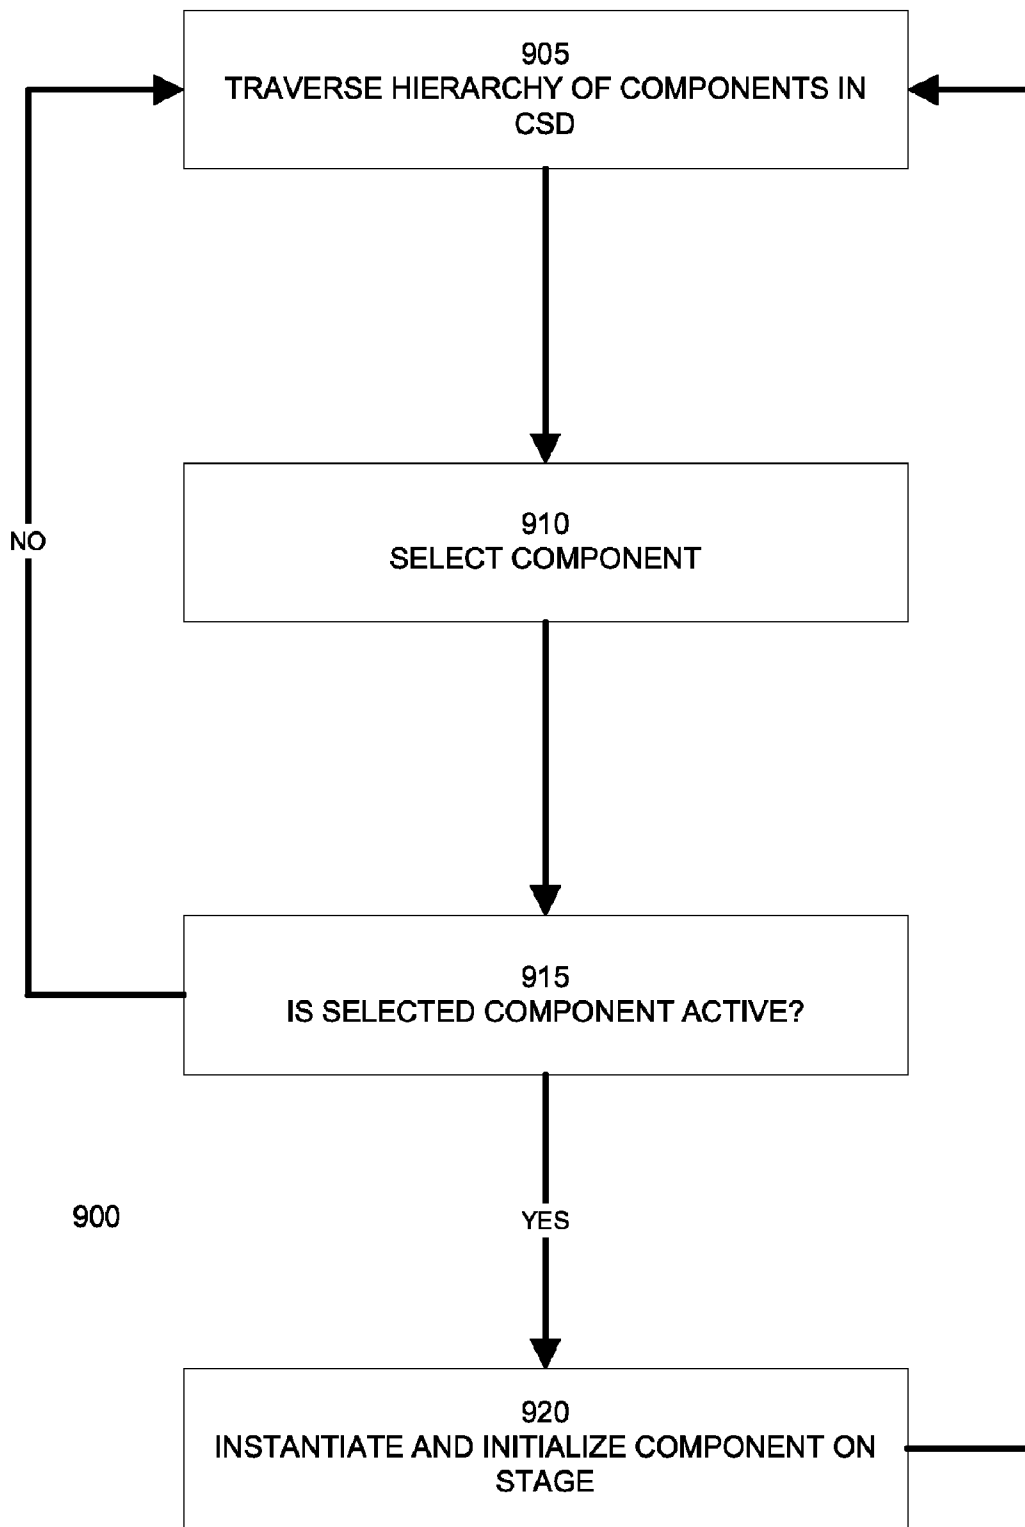 905
TRAVERSE HIERARCHY OF COMPONENTS IN
CSD
NO
910
SELECT COMPONENT
915
IS SELECTED COMPONENT ACTIVE?
900
YES
920
INSTANTIATE AND INITIALIZE COMPONENT ON
STAGE